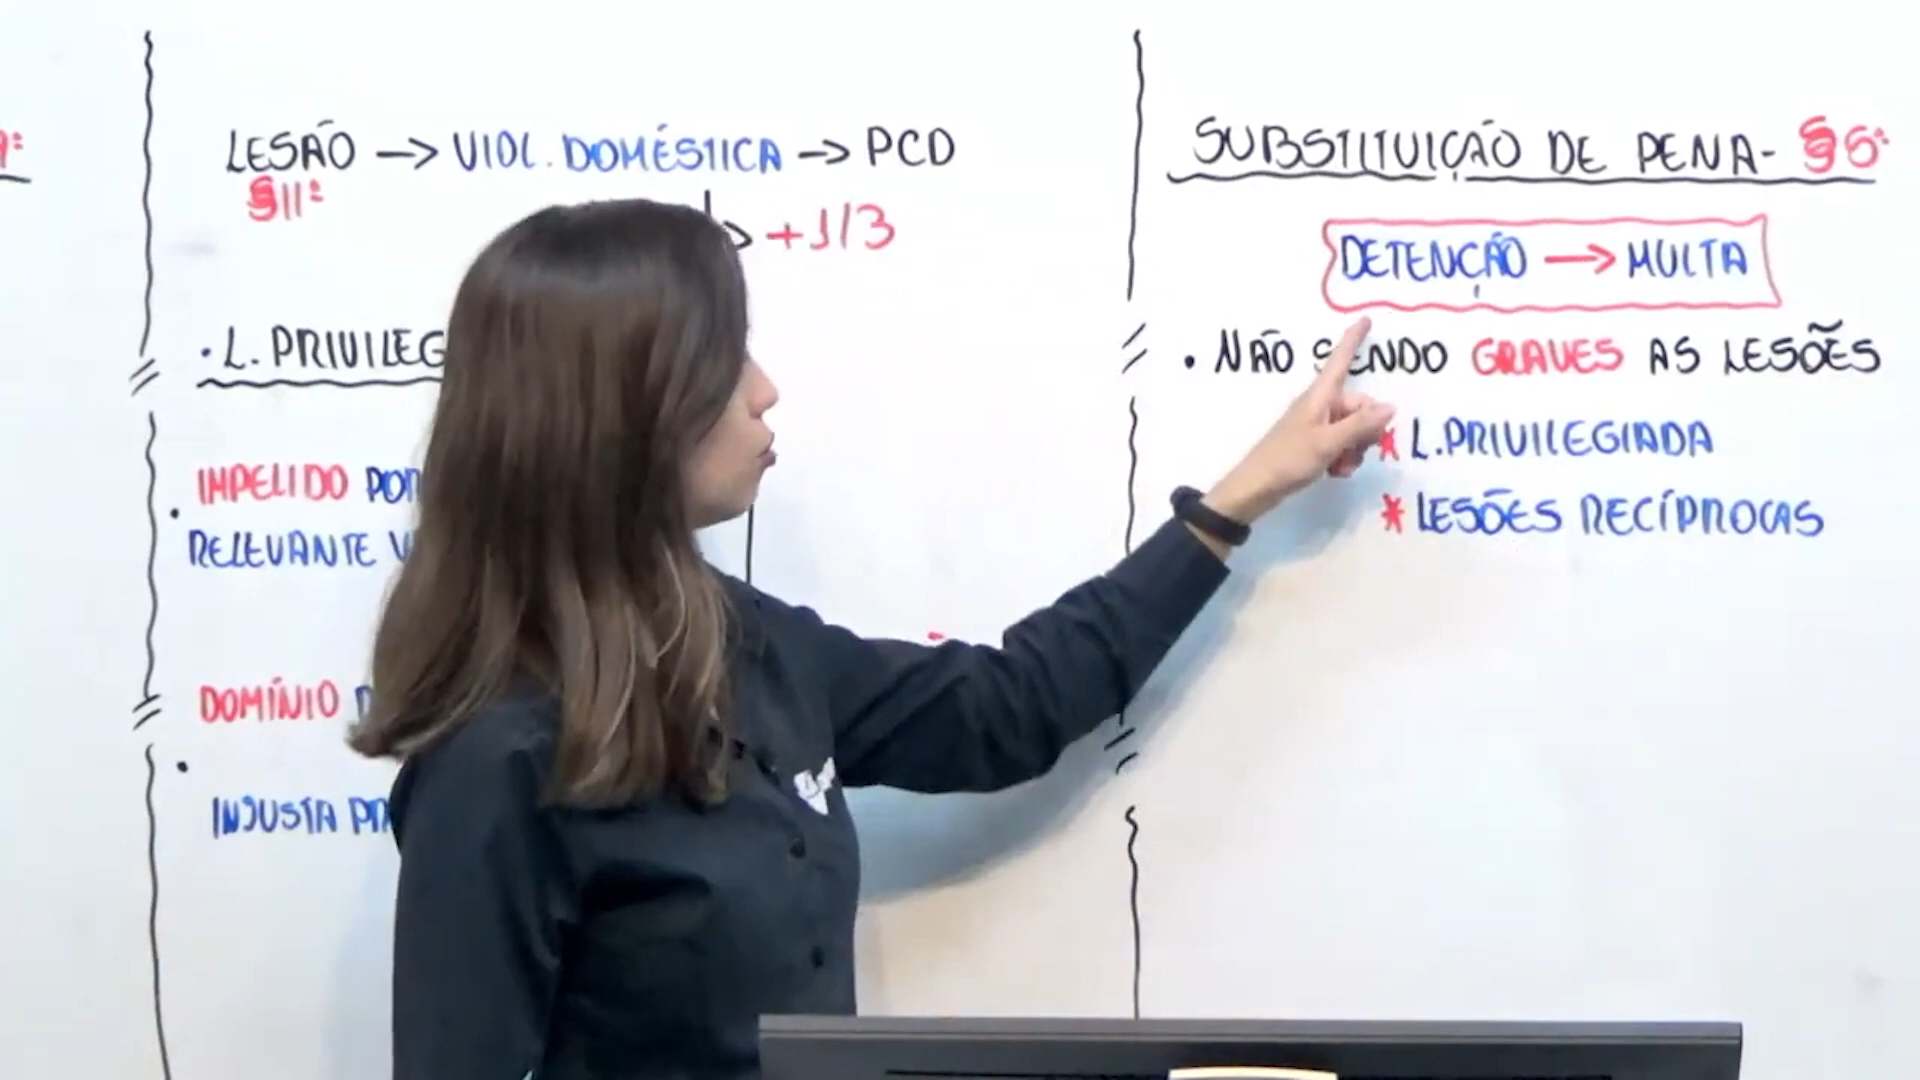 9º
LESÃO → VIOL. DOMÉSTICA → PCD
§11º
+1/3
• L. PRIVILEG
• IMPELIDO POR
RELEVANTE V
DOMÍNIO D
•
INJUSTA PR
SUBSTITUIÇÃO DE PENA- §5º
DETENÇÃO → MULTA
• NÃO SENDO GRAVES AS LESÕES
* L.PRIVILEGIADA
* LESÕES RECÍPROCAS